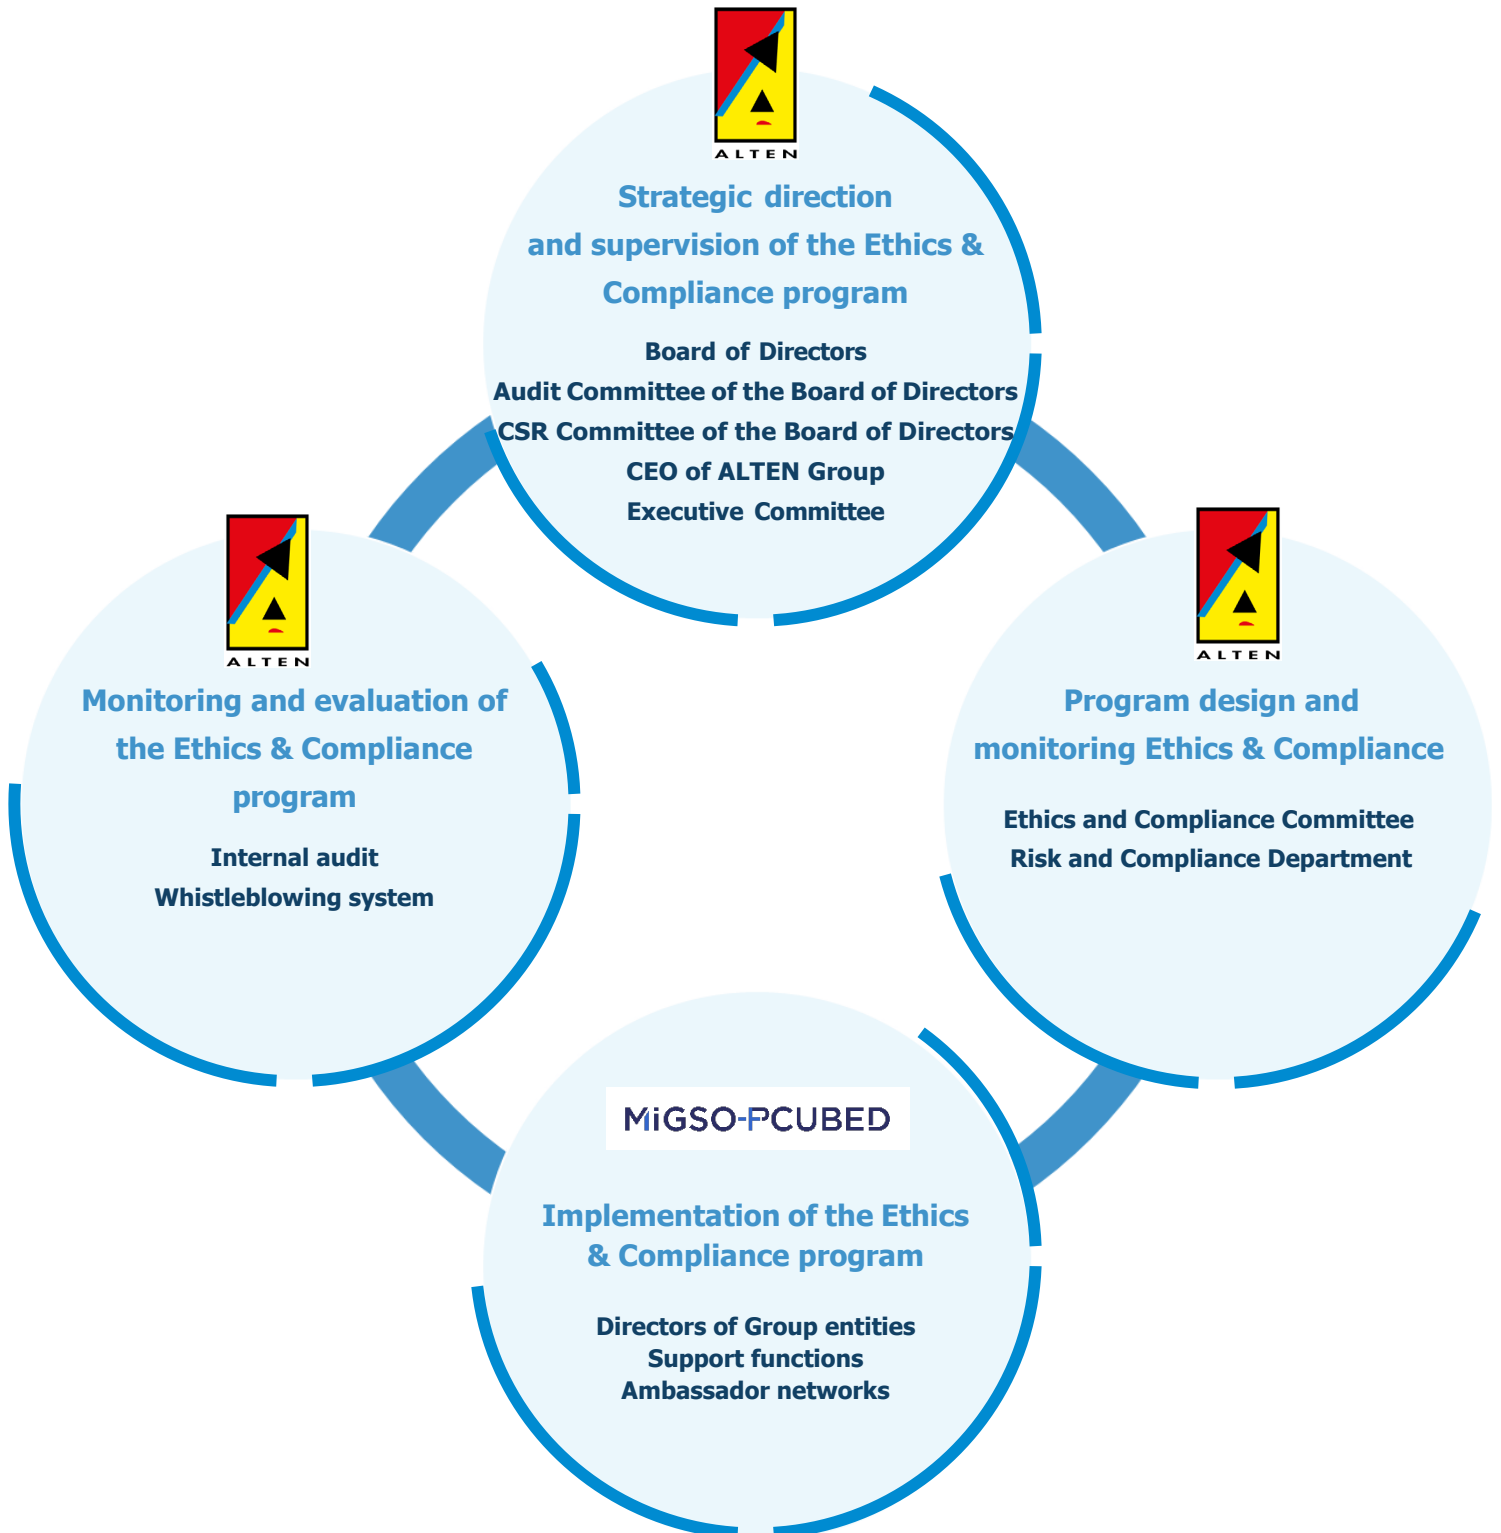 ALTEN
Strategic direction
and supervision of the Ethics &
Compliance program
Board of Directors
Audit Committee of the Board of Directors
CSR Committee of the Board of Directors
CEO of ALTEN Group
Executive Committee
ALTEN
Monitoring and evaluation of
the Ethics & Compliance
program
Internal audit
Whistleblowing system
ALTEN
Program design and
monitoring Ethics & Compliance
Ethics and Compliance Committee
Risk and Compliance Department
MiGSO-PCUBED
Implementation of the Ethics
& Compliance program
Directors of Group entities
Support functions
Ambassador networks